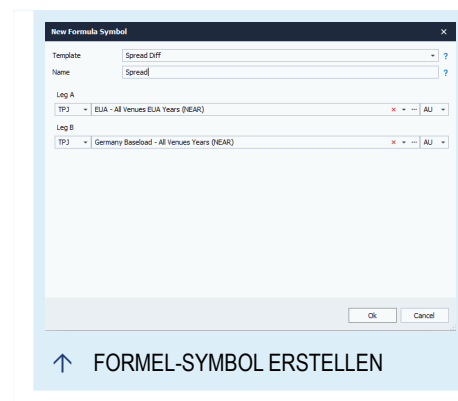 New Formula Symbol ×
Template Spread Diff ?
Name Spread ?
Leg A
TPJ EUA - All Venues EUA Years (NEAR) × ... AU
Leg B
TPJ Germany Baseload - All Venues Years (NEAR) × ... AU
Ok Cancel
↑ FORMEL-SYMBOL ERSTELLEN